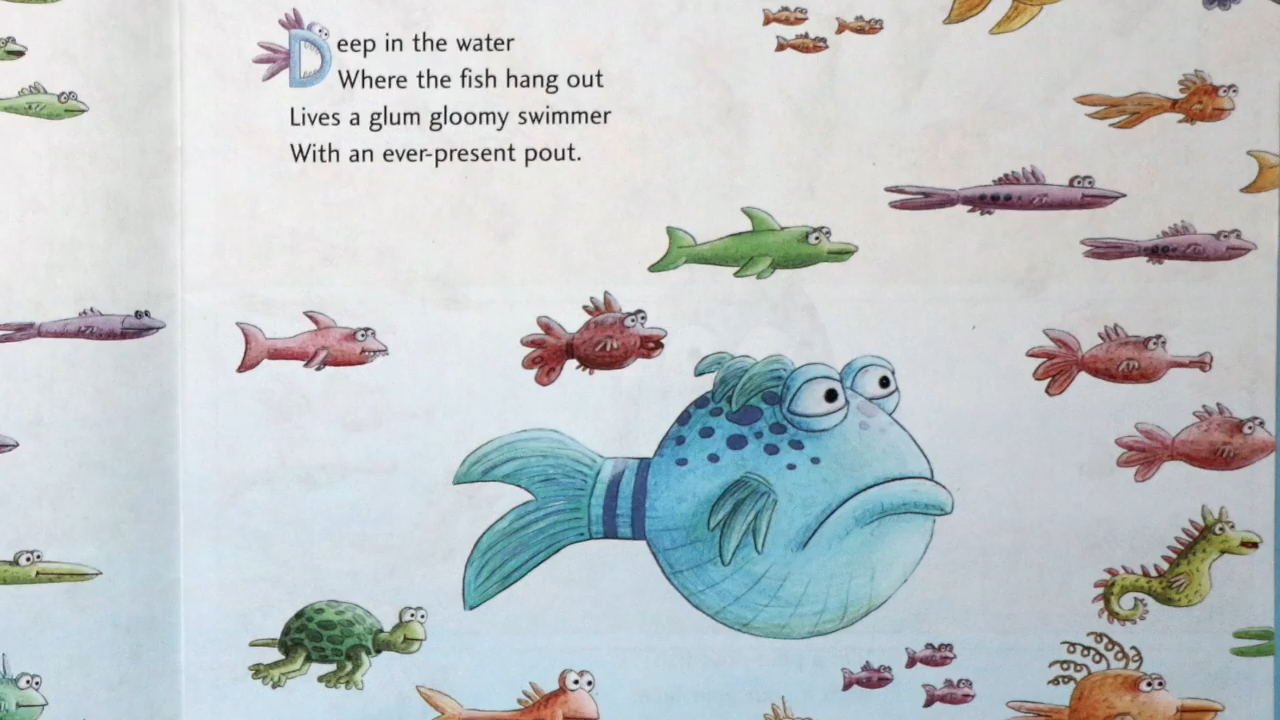 Deep in the water
Where the fish hang out
Lives a glum gloomy swimmer
With an ever-present pout.